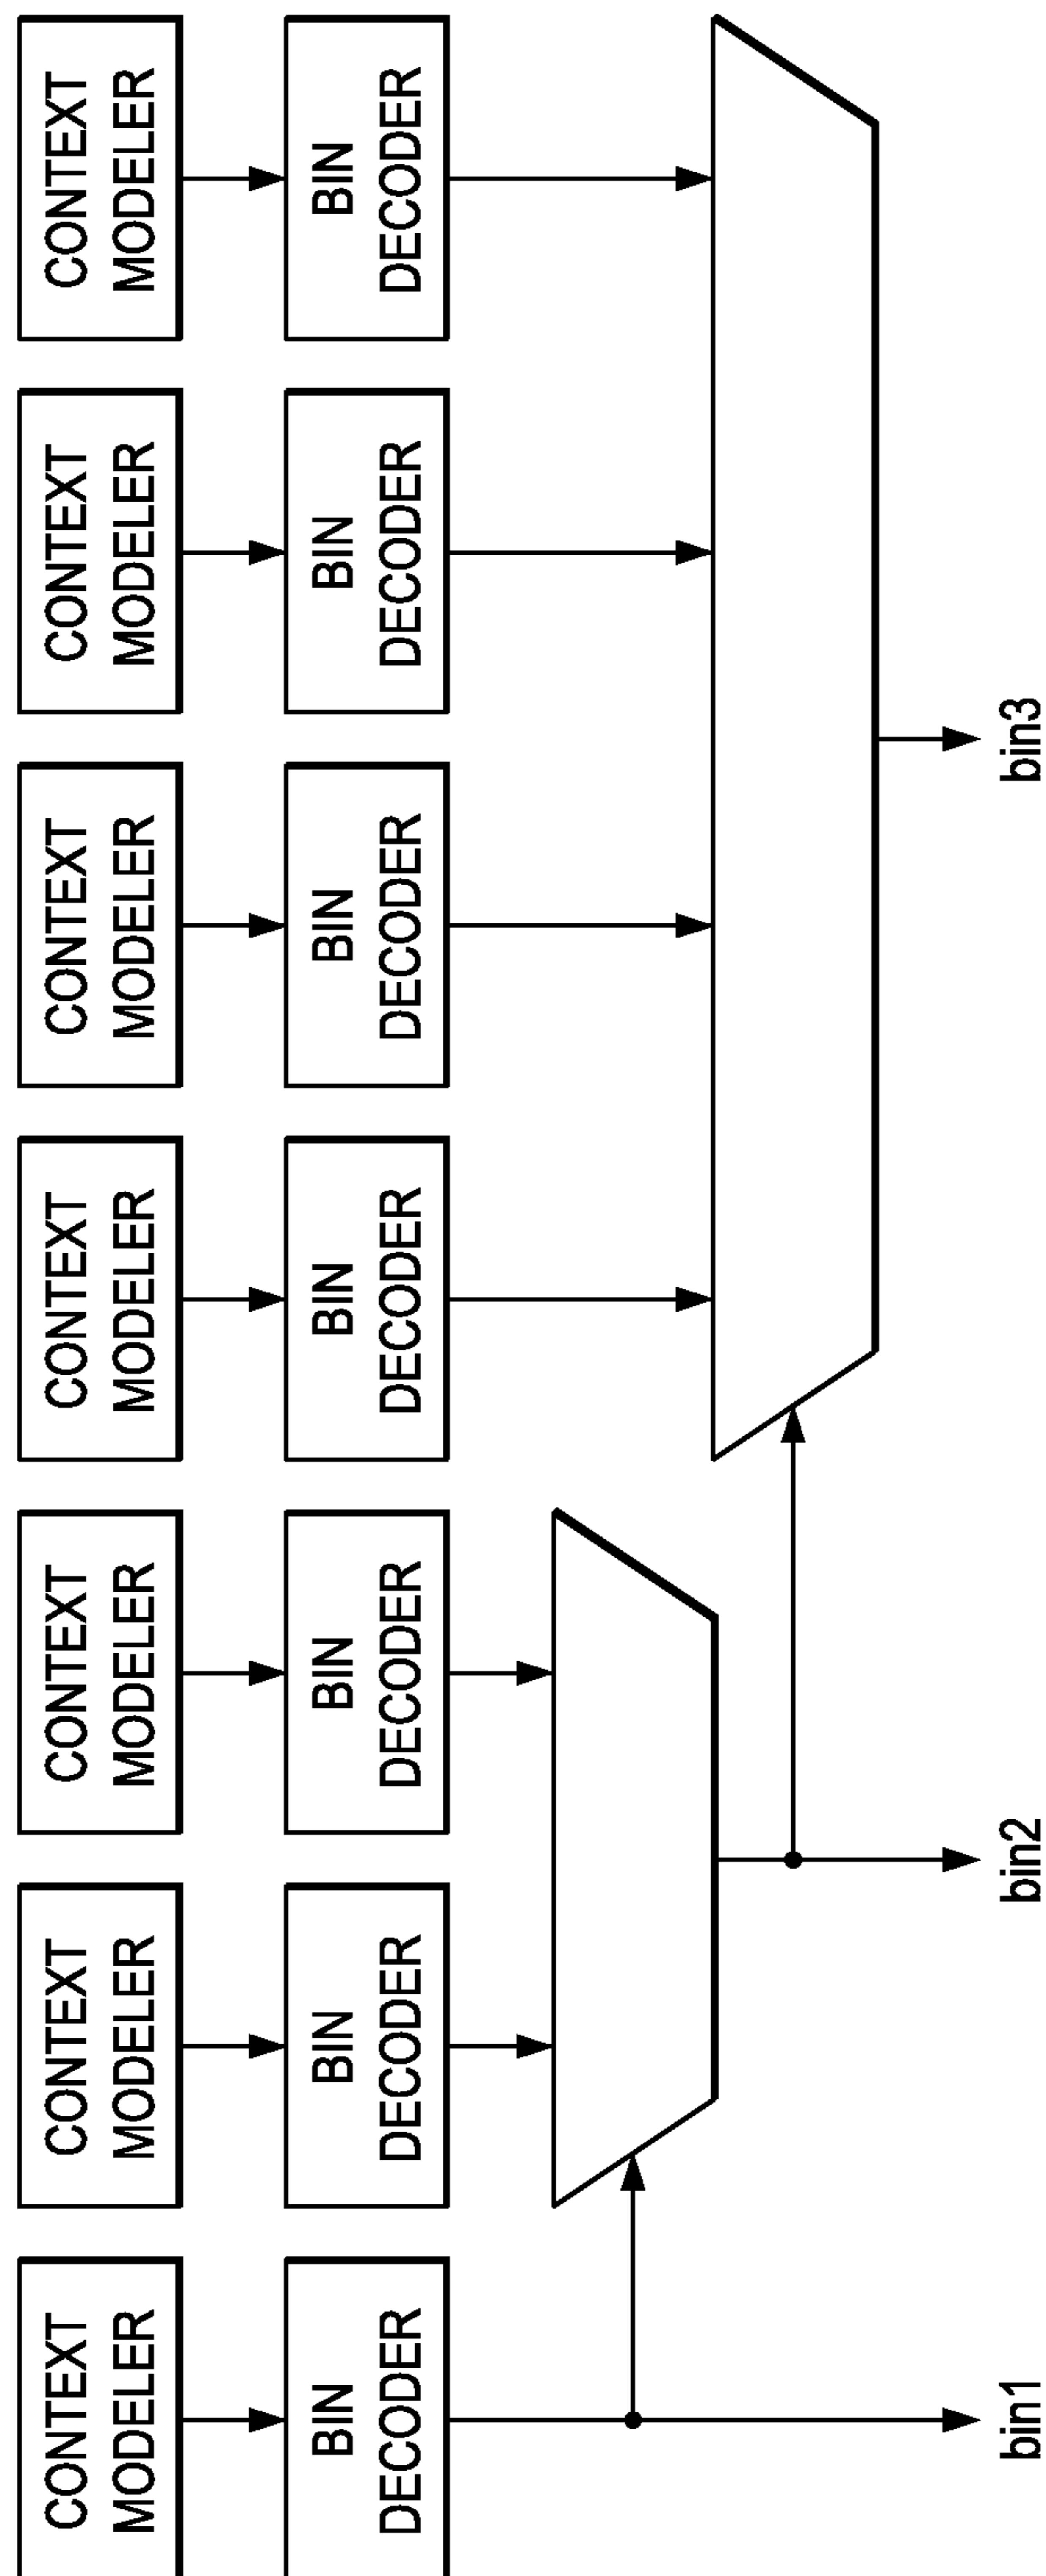 CONTEXT
MODELER
CONTEXT
MODELER
CONTEXT
MODELER
CONTEXT
MODELER
CONTEXT
MODELER
CONTEXT
MODELER
CONTEXT
MODELER
BIN
DECODER
BIN
DECODER
BIN
DECODER
BIN
DECODER
BIN
DECODER
BIN
DECODER
BIN
DECODER
bin1
bin2
bin3